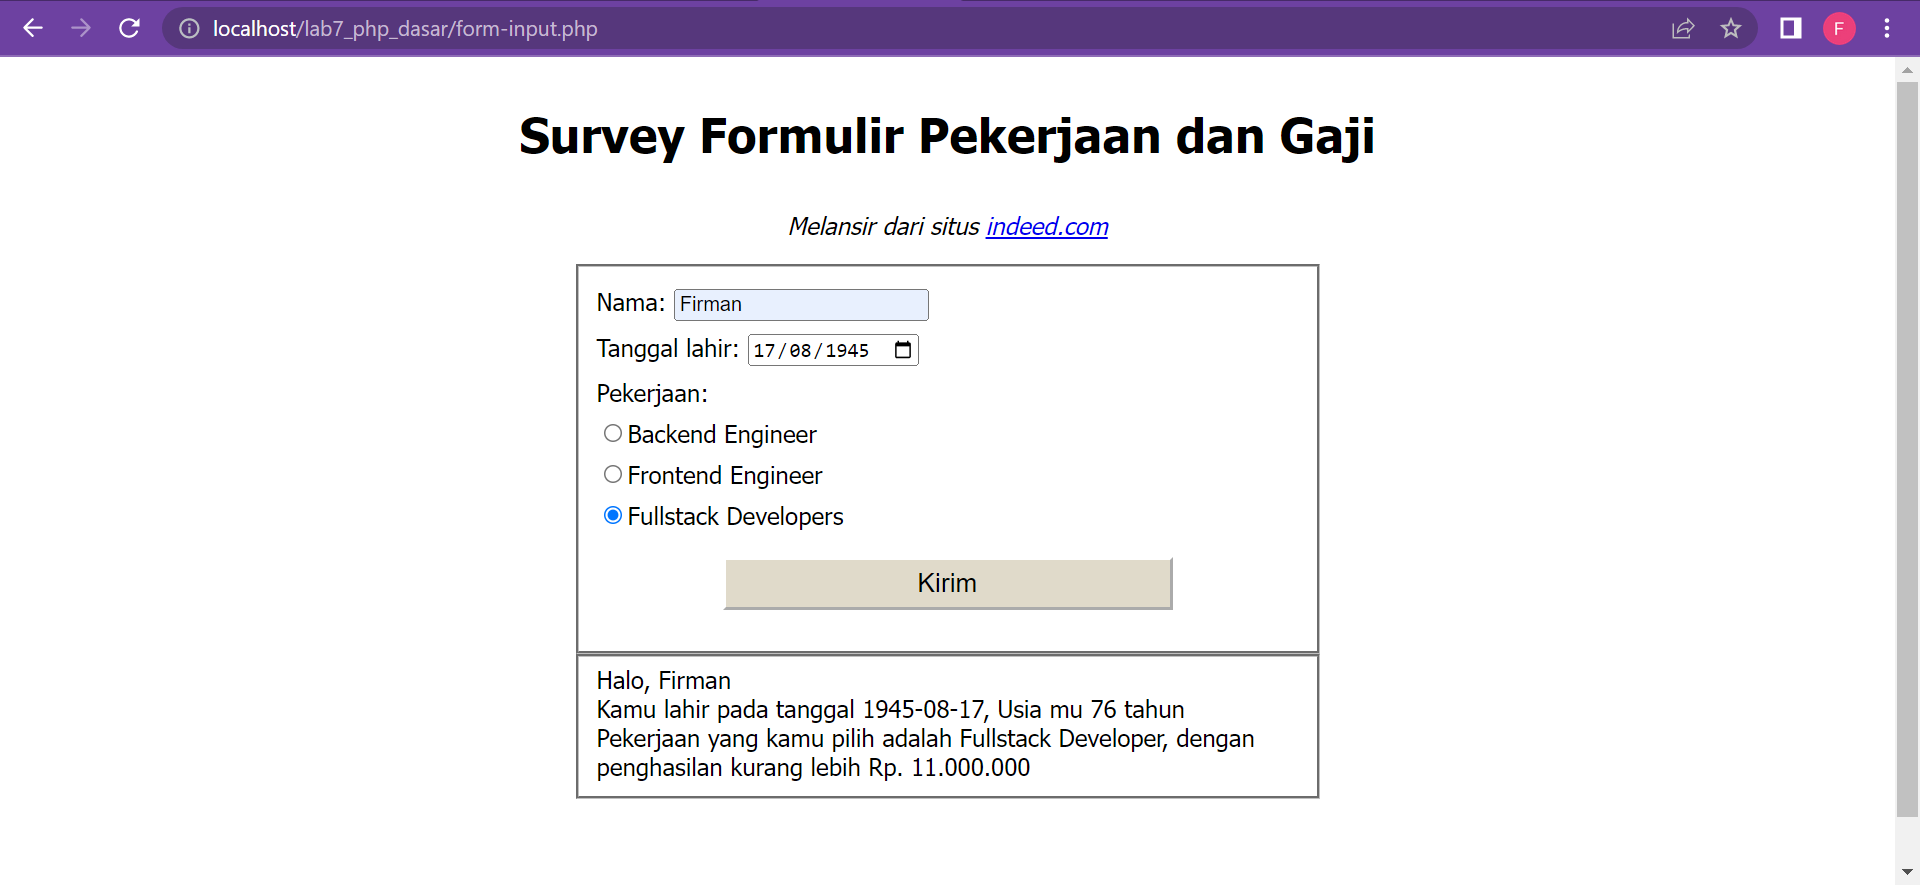 localhost/lab7_php_dasar/form-input.php
F
Survey Formulir Pekerjaan dan Gaji
Melansir dari situs indeed.com
Nama: Firman
Tanggal lahir: 17/08/1945
Pekerjaan:
Backend Engineer
Frontend Engineer
Fullstack Developers
Kirim
Halo, Firman
Kamu lahir pada tanggal 1945-08-17, Usia mu 76 tahun
Pekerjaan yang kamu pilih adalah Fullstack Developer, dengan
penghasilan kurang lebih Rp. 11.000.000